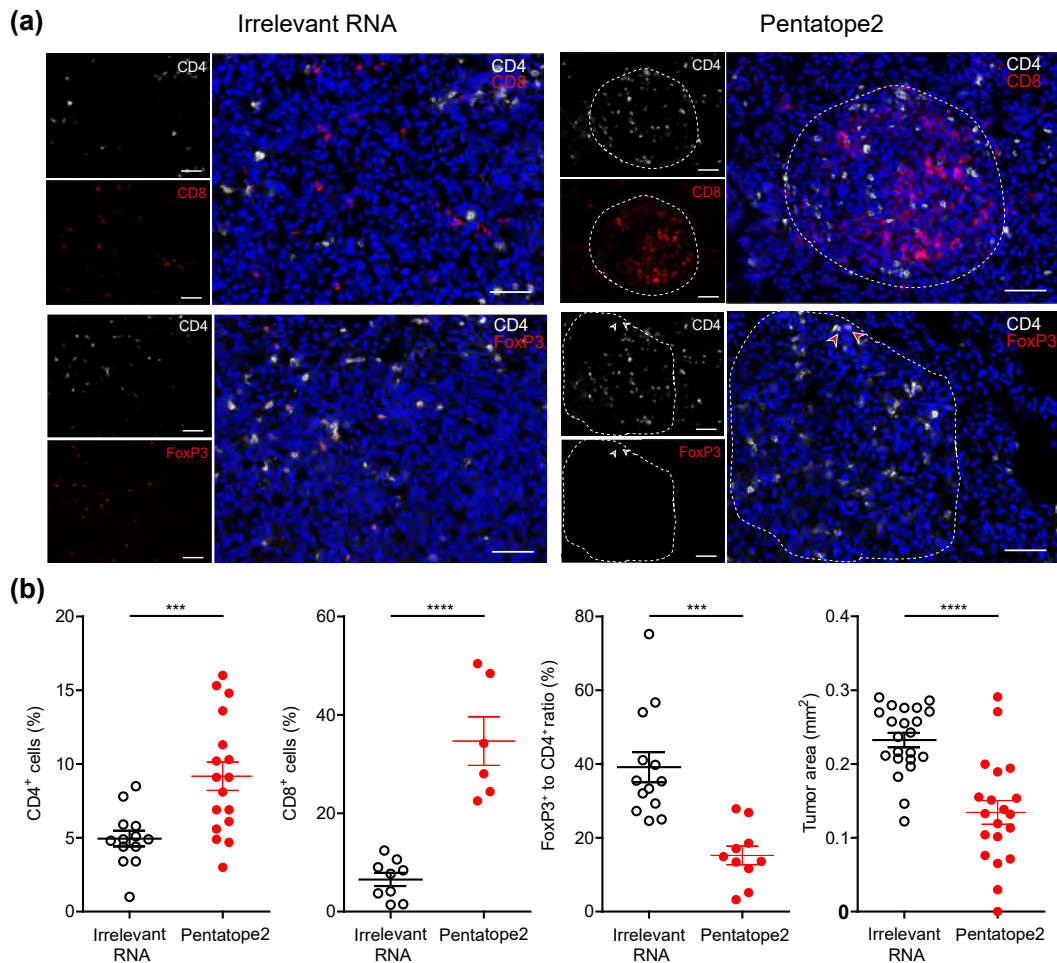 (a)
Irrelevant RNA
Pentatope2
CD4
CD4
CD8
CD8
CD4
CD4
CD8
CD8
CD4
CD4
FoxP3
FoxP3
CD4
CD4
FoxP3
FoxP3
(b)
***
20
15
10
5
0
CD4⁺ cells (%)
Irrelevant
RNA
Pentatope2
****
60
40
20
0
CD8⁺ cells (%)
Irrelevant
RNA
Pentatope2
***
80
60
40
20
0
FoxP3⁺ to CD4⁺ratio (%)
Irrelevant
RNA
Pentatope2
****
0.4
0.3
0.2
0.1
0
Tumor area (mm²)
Irrelevant
RNA
Pentatope2